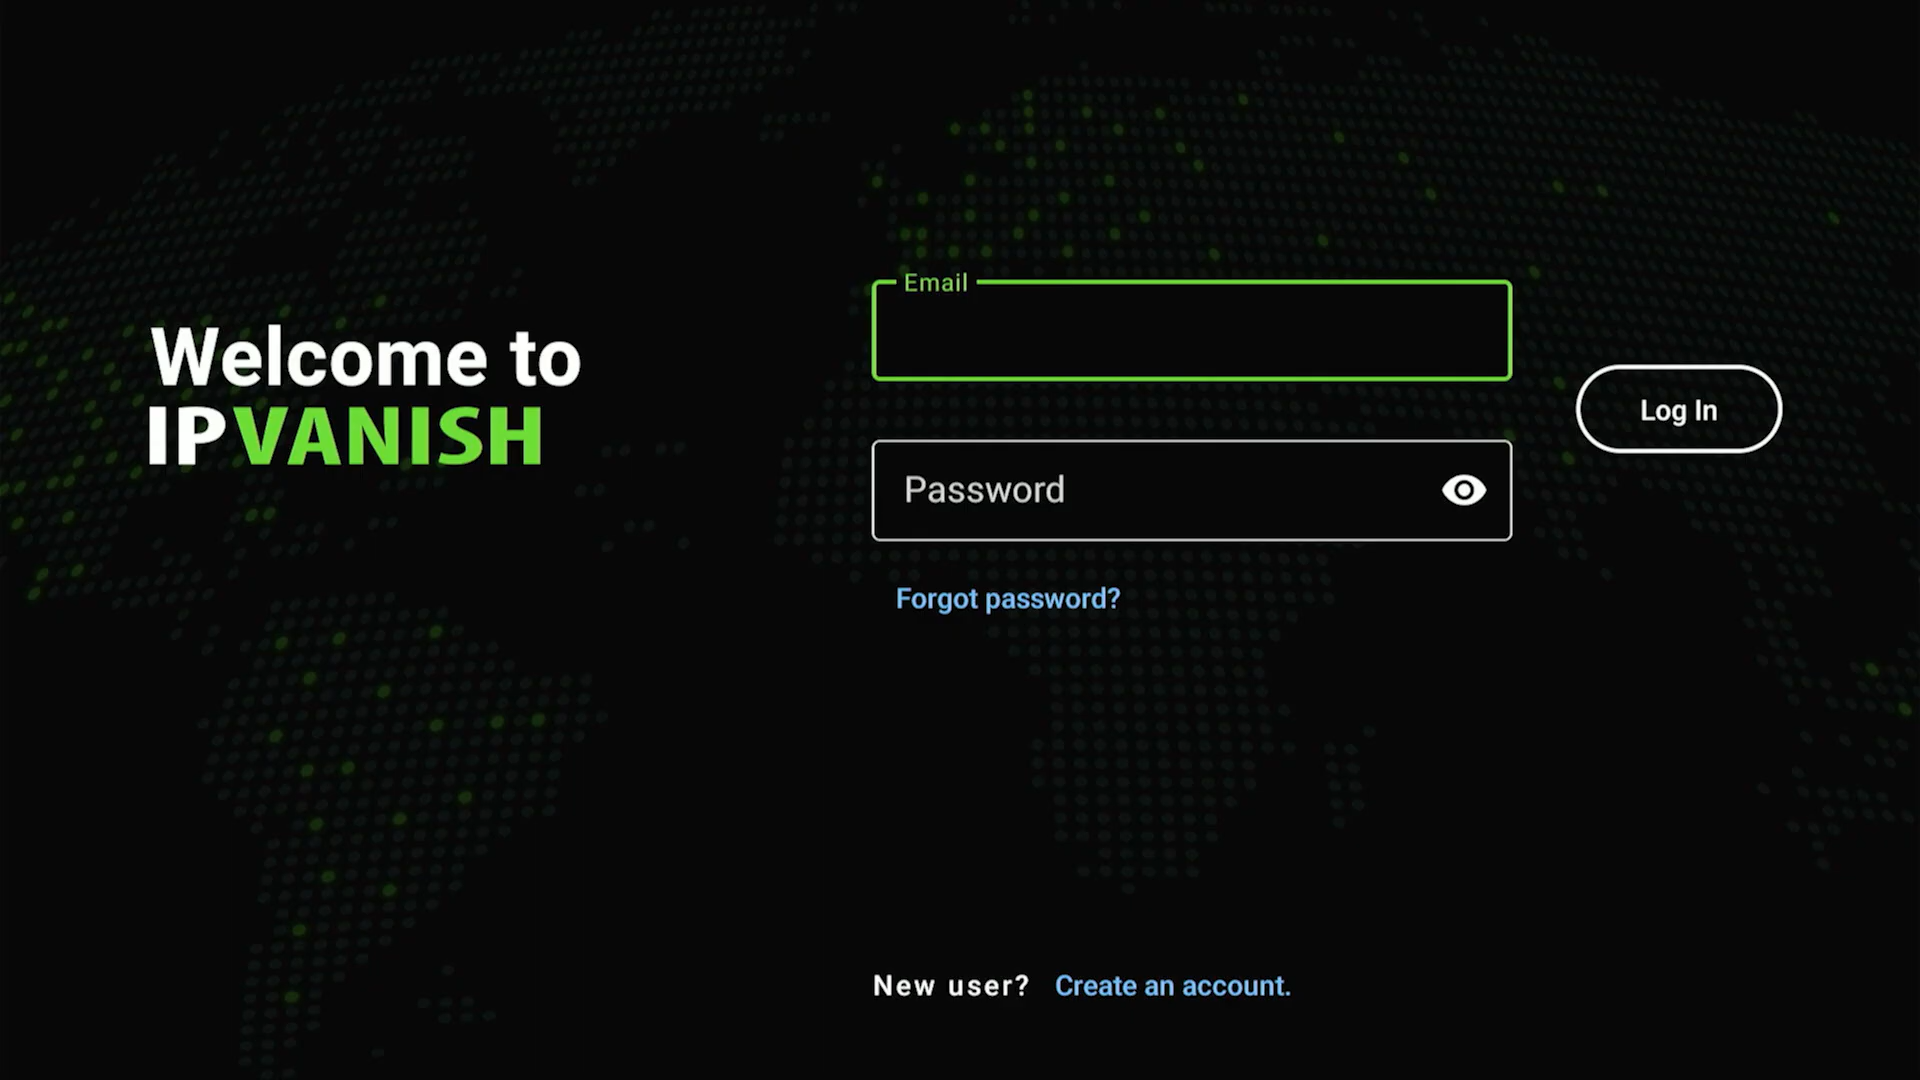 Welcome to
IPVANISH
Email
Password
Log In
Forgot password?
New user? Create an account.